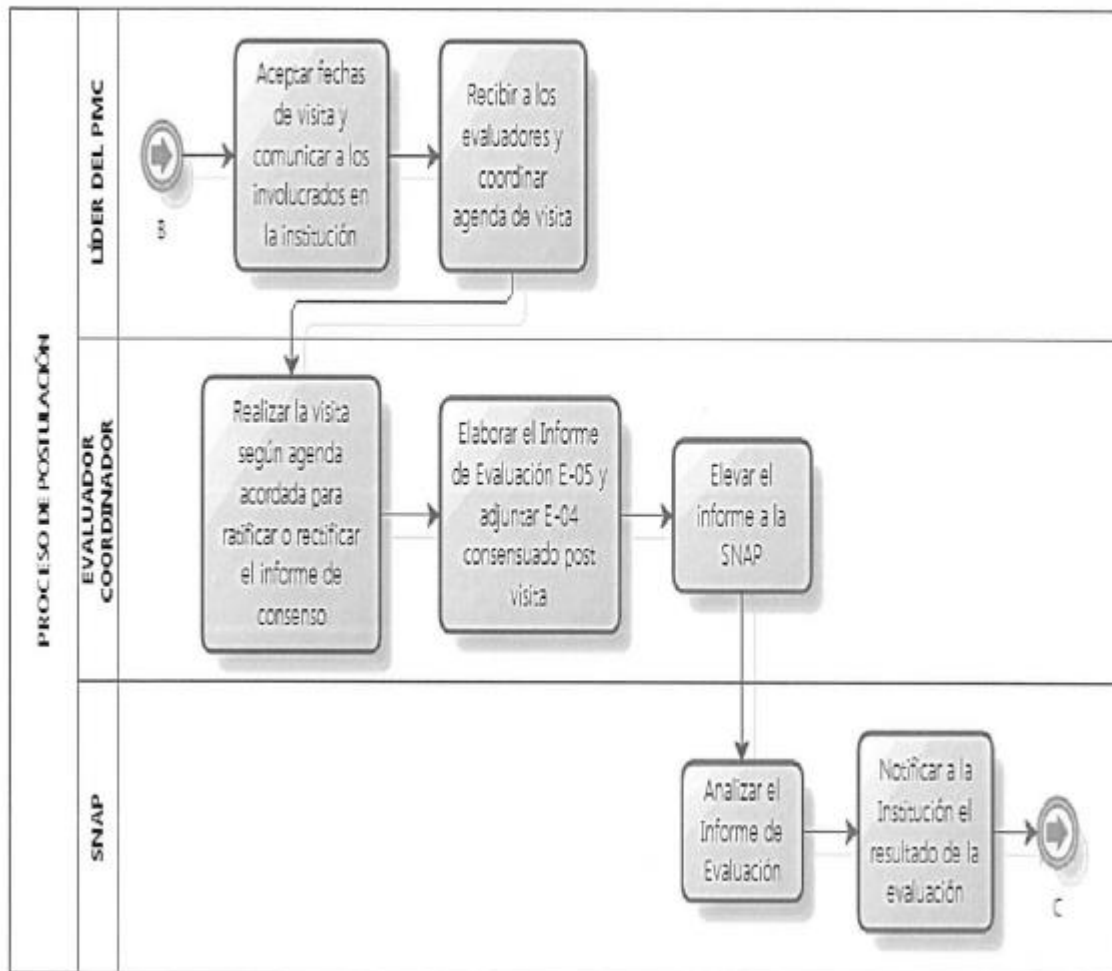 PROCESO DE POSTULACIÓN
LÍDER DEL PMC
B
Aceptar fechas
de visita y
comunicar a los
involucrados en
la institución
Recibir a los
evaluadores y
coordinar
agenda de visita
EVALUADOR
COORDINADOR
Realizar la visita
según agenda
acordada para
ratificar o rectificar
el informe de
consenso
Elaborar el Informe
de Evaluación E-05 y
adjuntar E-04
consensuado post
visita
Elevar el
informe a la
SNAP
SNAP
Analizar el
Informe de
Evaluación
Notificar a la
Institución el
resultado de la
evaluación
C